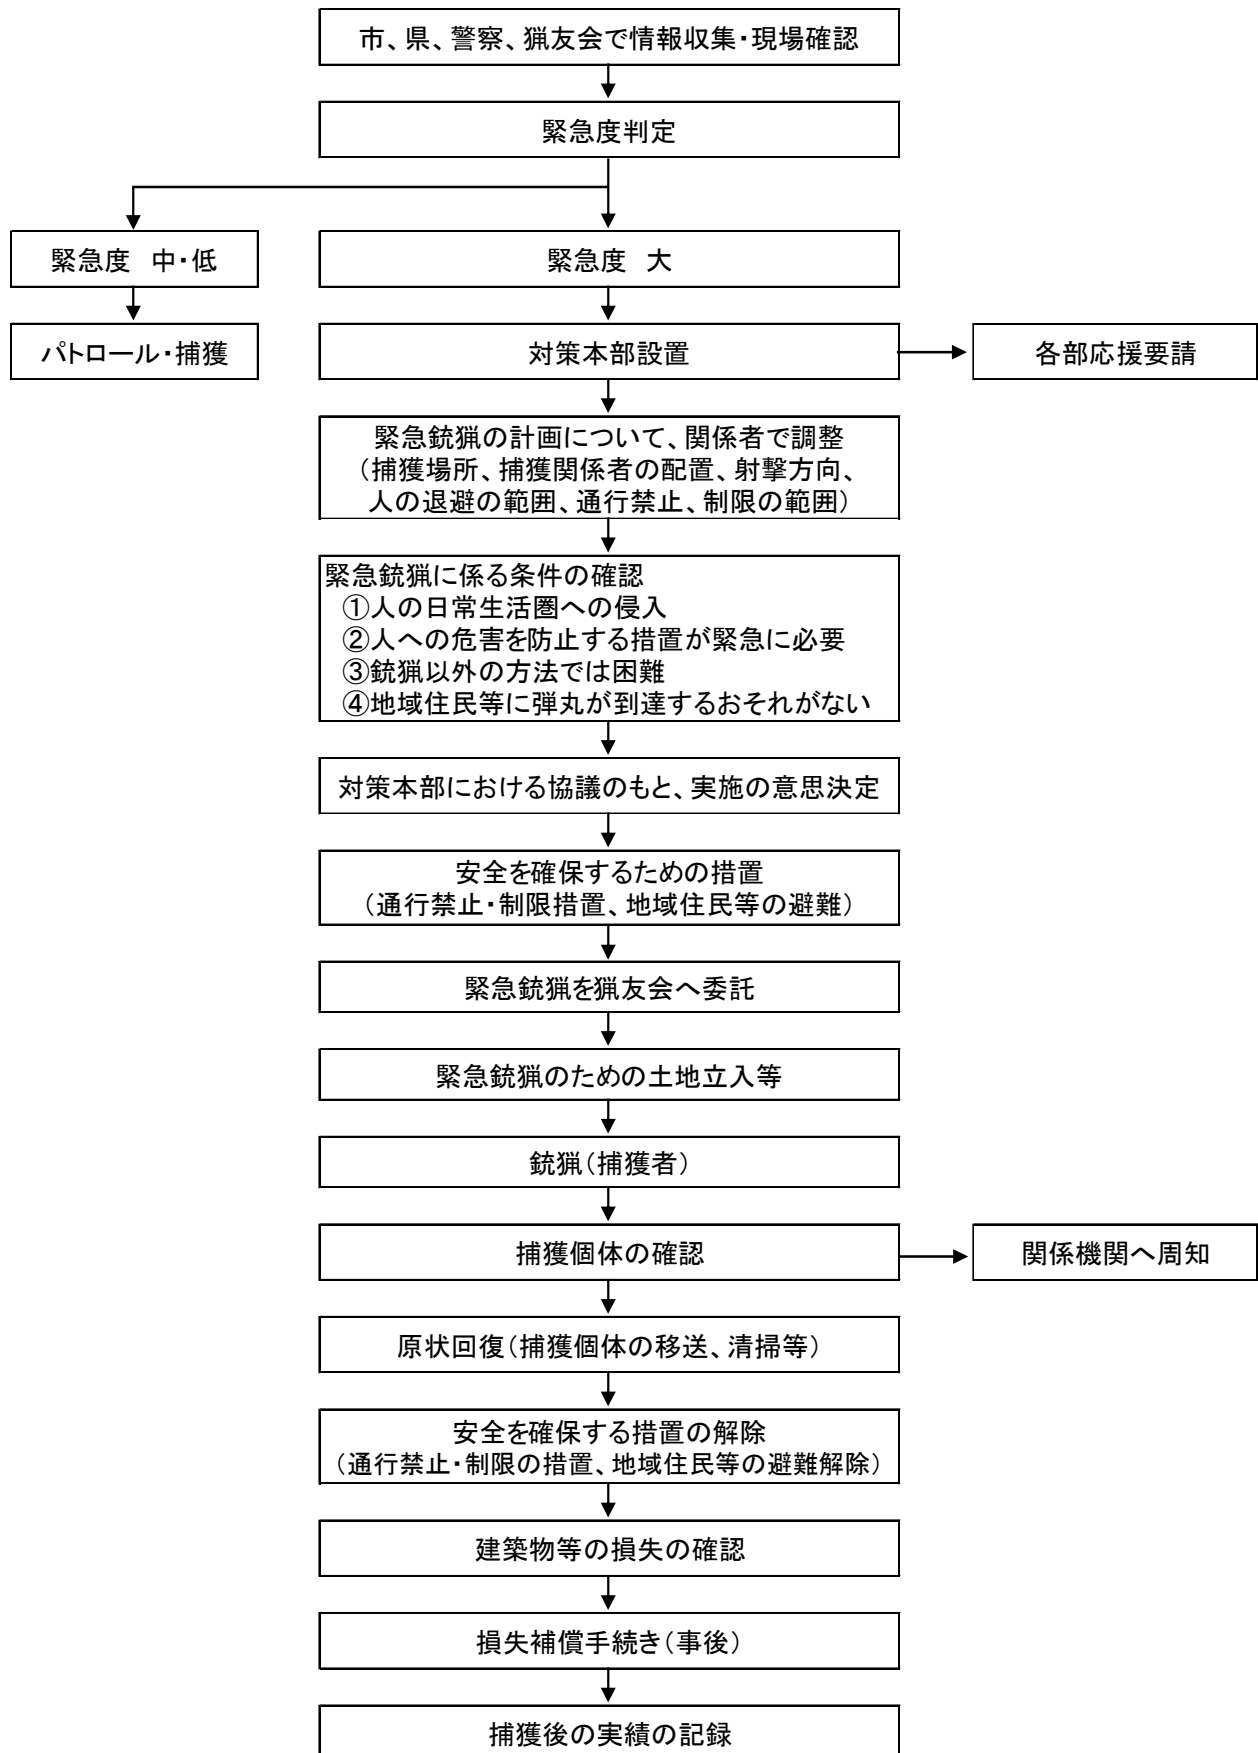 市、県、警察、猟友会で情報収集・現場確認
緊急度判定
緊急度　中・低
緊急度　大
パトロール・捕獲
対策本部設置
各部応援要請
緊急銃猟の計画について、関係者で調整
（捕獲場所、捕獲関係者の配置、射撃方向、
人の退避の範囲、通行禁止、制限の範囲）
緊急銃猟に係る条件の確認
①人の日常生活圏への侵入
②人への危害を防止する措置が緊急に必要
③銃猟以外の方法では困難
④地域住民等に弾丸が到達するおそれがない
対策本部における協議のもと、実施の意思決定
安全を確保するための措置
（通行禁止・制限措置、地域住民等の避難）
緊急銃猟を猟友会へ委託
緊急銃猟のための土地立入等
銃猟（捕獲者）
捕獲個体の確認
関係機関へ周知
原状回復（捕獲個体の移送、清掃等）
安全を確保する措置の解除
（通行禁止・制限の措置、地域住民等の避難解除）
建築物等の損失の確認
損失補償手続き（事後）
捕獲後の実績の記録